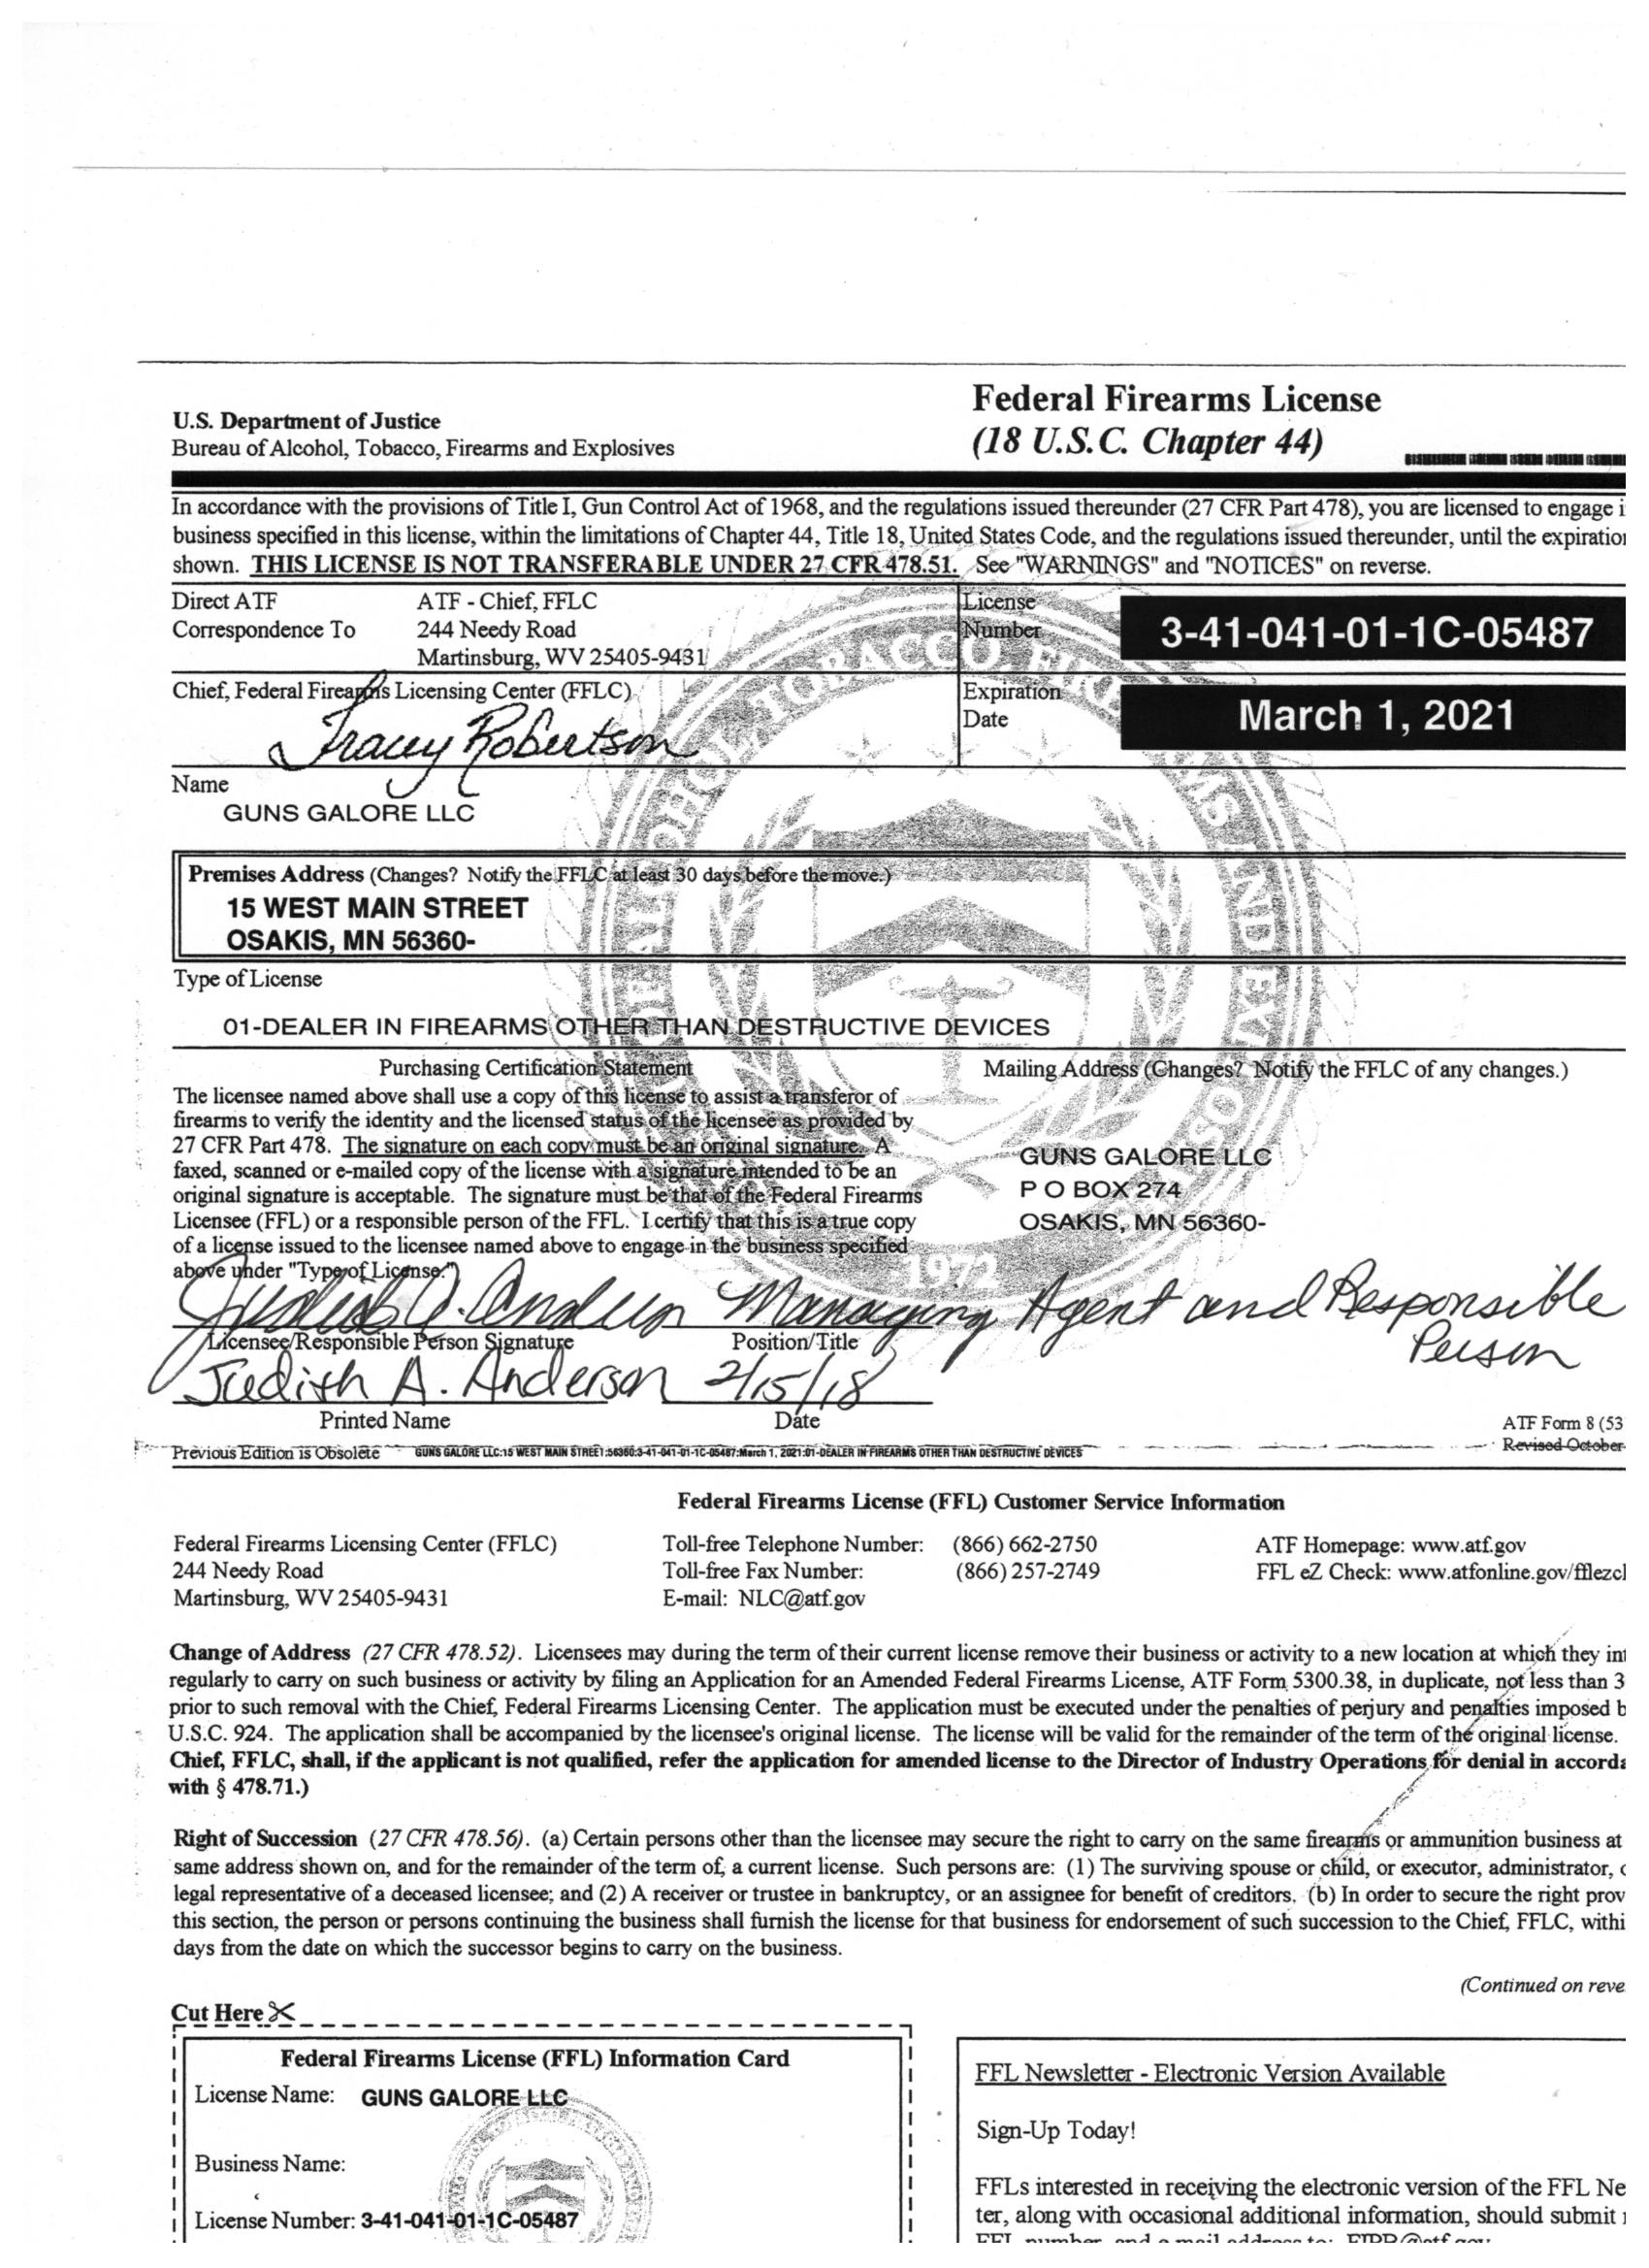 U.S. Department of Justice
Bureau of Alcohol, Tobacco, Firearms and Explosives
Federal Firearms License
(18 U.S.C. Chapter 44)
In accordance with the provisions of Title I, Gun Control Act of 1968, and the regulations issued thereunder (27 CFR Part 478), you are licensed to engage i
business specified in this license, within the limitations of Chapter 44, Title 18, United States Code, and the regulations issued thereunder, until the expiratio
shown. THIS LICENSE IS NOT TRANSFERABLE UNDER 27 CFR 478.51. See "WARNINGS" and "NOTICES" on reverse.
Direct ATF
Correspondence To
ATF - Chief, FFLC
244 Needy Road
Martinsburg, WV 25405-9431
License
Number
3-41-041-01-1C-05487
Chief, Federal Firearms Licensing Center (FFLC)
Tracey Robertson
Expiration
Date
March 1, 2021
Name
GUNS GALORE LLC
Premises Address (Changes? Notify the FFLC at least 30 days before the move.)
15 WEST MAIN STREET
OSAKIS, MN 56360-
Type of License
01-DEALER IN FIREARMS OTHER THAN DESTRUCTIVE DEVICES
Purchasing Certification Statement
The licensee named above shall use a copy of this license to assist a transferor of
firearms to verify the identity and the licensed status of the licensee as provided by
27 CFR Part 478. The signature on each copy must be an original signature. A
faxed, scanned or e-mailed copy of the license with a signature intended to be an
original signature is acceptable. The signature must be that of the Federal Firearms
Licensee (FFL) or a responsible person of the FFL. I certify that this is a true copy
of a license issued to the licensee named above to engage in the business specified
above under "Type of License."
Mailing Address (Changes? Notify the FFLC of any changes.)
GUNS GALORE LLC
P O BOX 274
OSAKIS, MN 56360-
1972
Judith A. Anderson Managing Agent and Responsible
Person
Licensee/Responsible Person Signature
Position/Title
Judith A. Anderson 2/15/18
Printed Name
Date
ATF Form 8 (53
Revised October
Previous Edition is Obsolete
GUNS GALORE LLC:15 WEST MAIN STREET:56360:3-41-041-01-1C-05487:March 1, 2021:01-DEALER IN FIREARMS OTHER THAN DESTRUCTIVE DEVICES
Federal Firearms License (FFL) Customer Service Information
Federal Firearms Licensing Center (FFLC)
244 Needy Road
Martinsburg, WV 25405-9431
Toll-free Telephone Number: (866) 662-2750
Toll-free Fax Number: (866) 257-2749
E-mail: NLC@atf.gov
ATF Homepage: www.atf.gov
FFL eZ Check: www.atfonline.gov/fflezcl
Change of Address (27 CFR 478.52). Licensees may during the term of their current license remove their business or activity to a new location at which they int
regularly to carry on such business or activity by filing an Application for an Amended Federal Firearms License, ATF Form 5300.38, in duplicate, not less than 3
prior to such removal with the Chief, Federal Firearms Licensing Center. The application must be executed under the penalties of perjury and penalties imposed b
U.S.C. 924. The application shall be accompanied by the licensee's original license. The license will be valid for the remainder of the term of the original license.
Chief, FFLC, shall, if the applicant is not qualified, refer the application for amended license to the Director of Industry Operations for denial in accorda
with § 478.71.)
Right of Succession (27 CFR 478.56). (a) Certain persons other than the licensee may secure the right to carry on the same firearms or ammunition business at
same address shown on, and for the remainder of the term of, a current license. Such persons are: (1) The surviving spouse or child, or executor, administrator, o
legal representative of a deceased licensee; and (2) A receiver or trustee in bankruptcy, or an assignee for benefit of creditors. (b) In order to secure the right prov
this section, the person or persons continuing the business shall furnish the license for that business for endorsement of such succession to the Chief, FFLC, withi
days from the date on which the successor begins to carry on the business.
(Continued on reve
Cut Here
Federal Firearms License (FFL) Information Card
License Name: GUNS GALORE LLC
Business Name:
License Number: 3-41-041-01-1C-05487
FFL Newsletter - Electronic Version Available
Sign-Up Today!
FFLs interested in receiving the electronic version of the FFL Ne
ter, along with occasional additional information, should submit
FFL number, and e-mail address to: FIPB@atf.gov